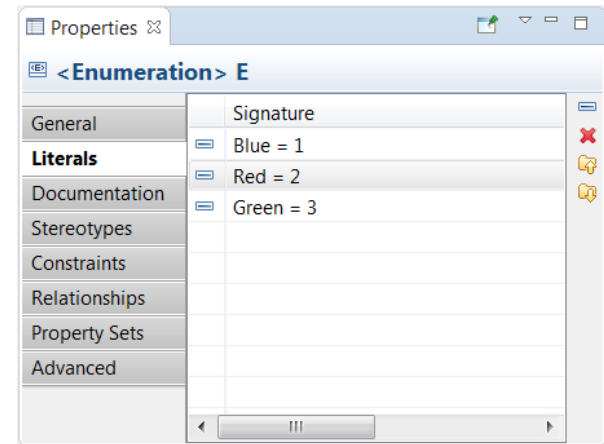 Properties
<Enumeration> E
General
Literals
Documentation
Stereotypes
Constraints
Relationships
Property Sets
Advanced
Signature
Blue = 1
Red = 2
Green = 3